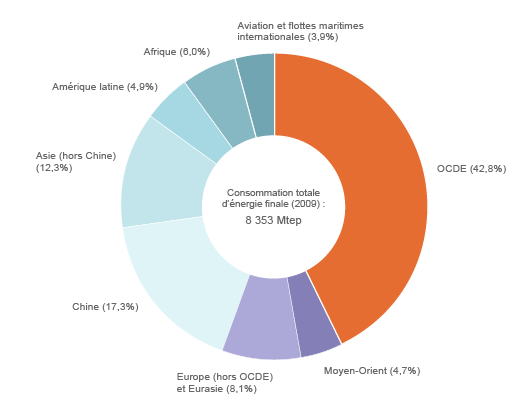 Aviation et flottes maritimes
internationales (3,9%)
Afrique (6,0%)
Amérique latine (4,9%)
Asie (hors Chine)
(12,3%)
OCDE (42,8%)
Consommation totale
d'énergie finale (2009) :
8 353 Mtep
Chine (17,3%)
Europe (hors OCDE)
et Eurasie (8,1%)
Moyen-Orient (4,7%)